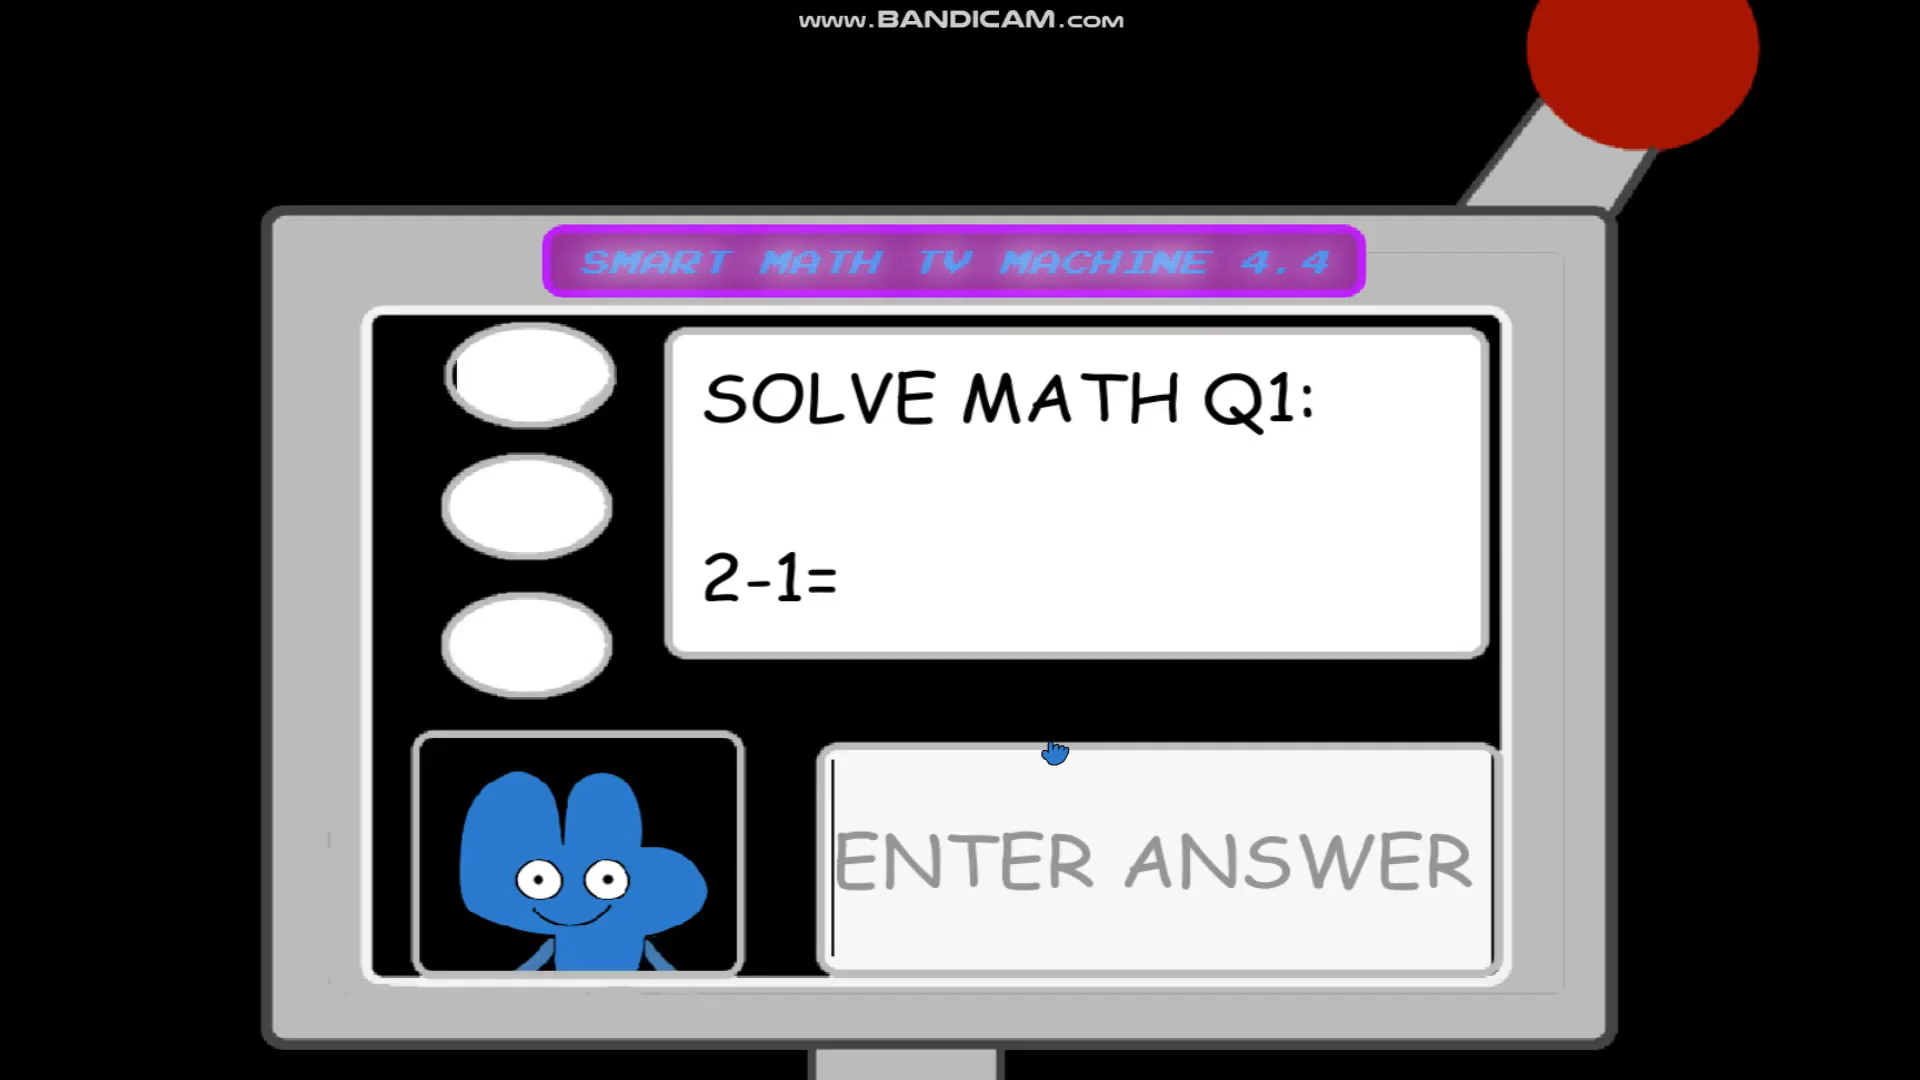 www.BANDICAM.com
SMART MATH TV MACHINE 4.4
SOLVE MATH Q1:
2-1=
ENTER ANSWER